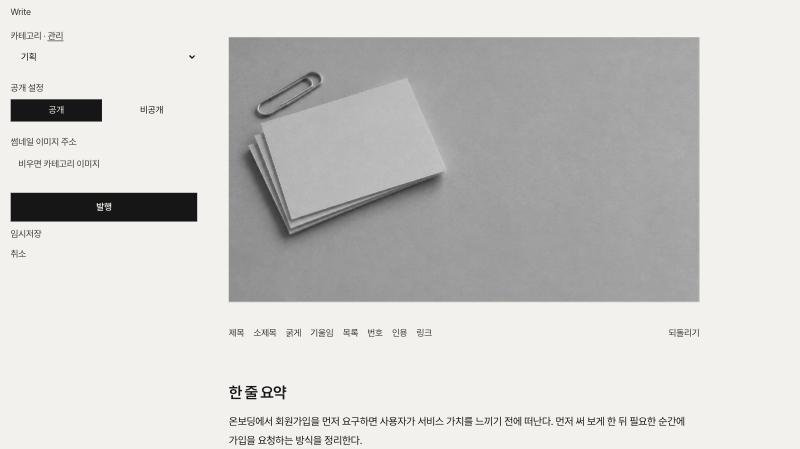 Write
카테고리 · 관리
기획
공개 설정
공개 비공개
썸네일 이미지 주소
비우면 카테고리 이미지
발행
임시저장
취소
제목 소제목 굵게 기울임 목록 번호 인용 링크 되돌리기
한 줄 요약
온보딩에서 회원가입을 먼저 요구하면 사용자가 서비스 가치를 느끼기 전에 떠난다. 먼저 써 보게 한 뒤 필요한 순간에
가입을 요청하는 방식을 정리한다.